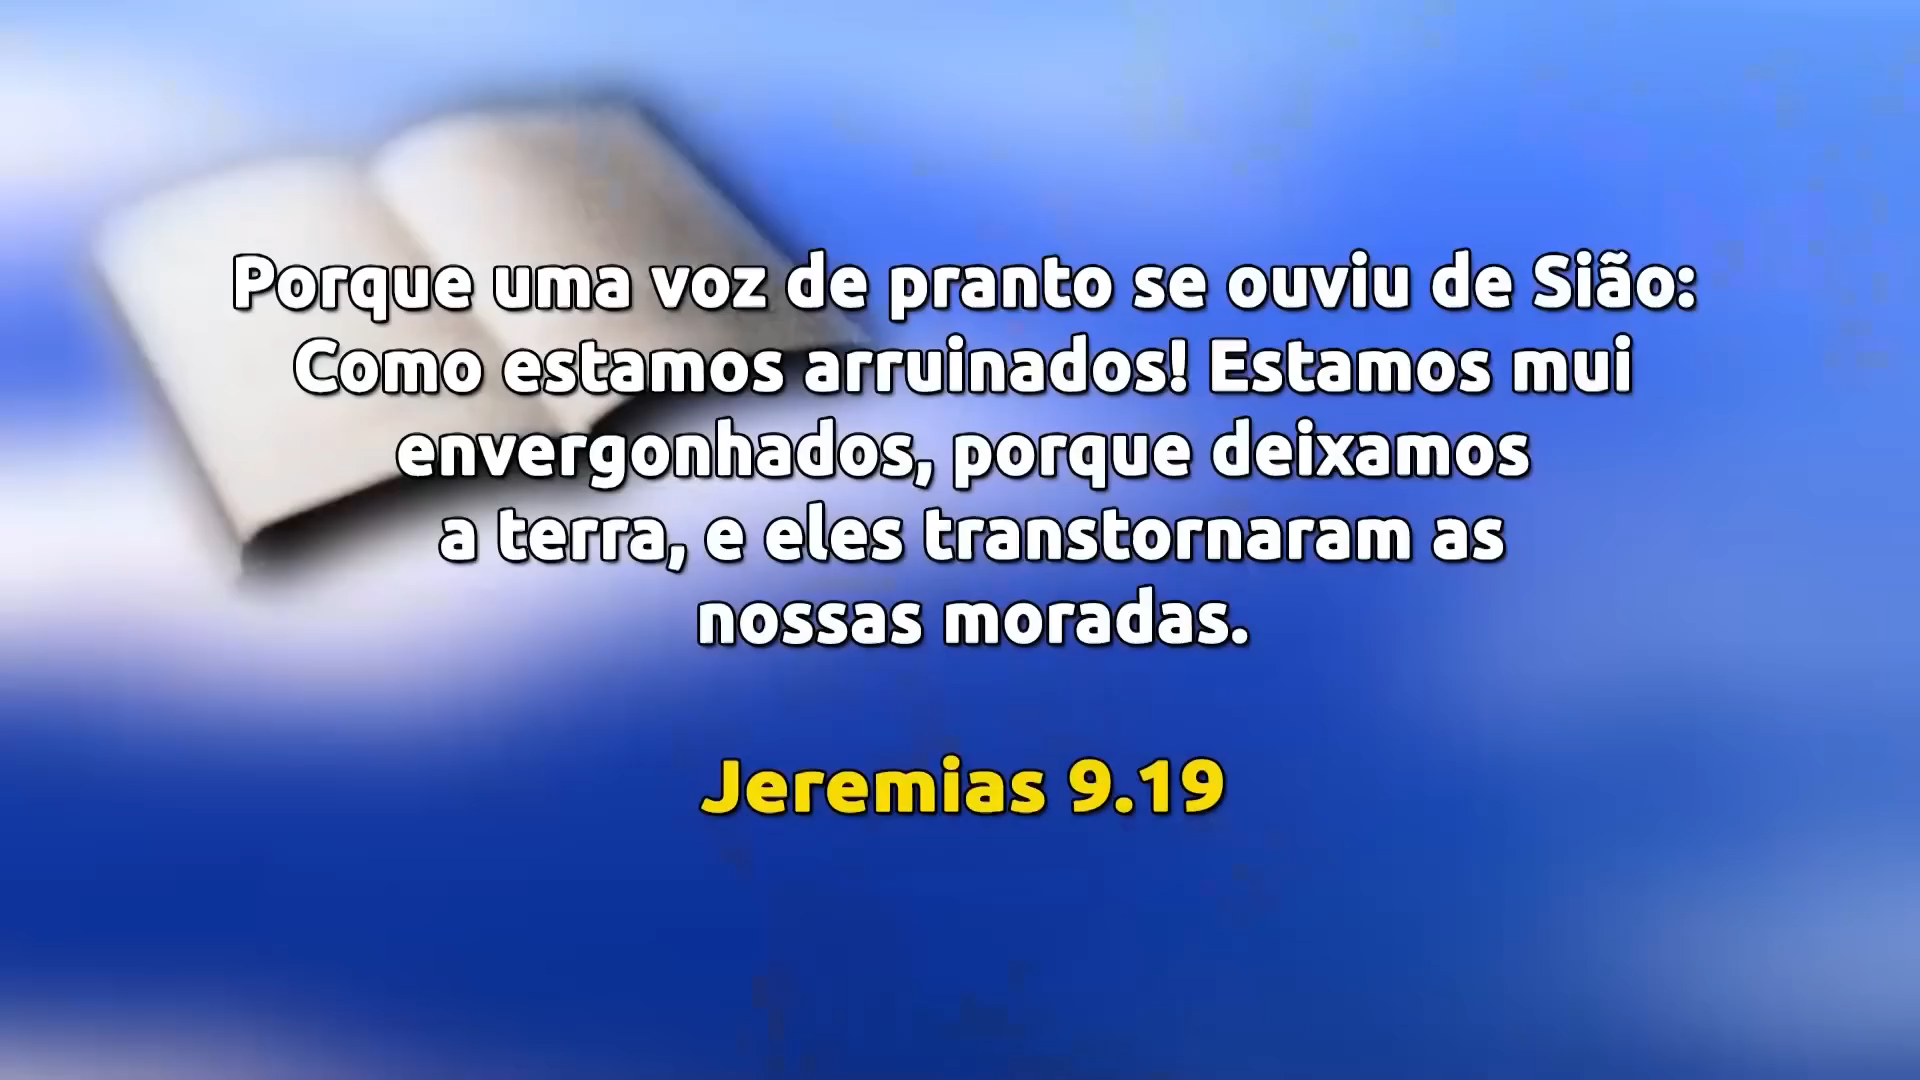 Porque uma voz de pranto se ouviu de Sião:
Como estamos arruinados! Estamos mui
envergonhados, porque deixamos
a terra, e eles transtornaram as
nossas moradas.
Jeremias 9.19